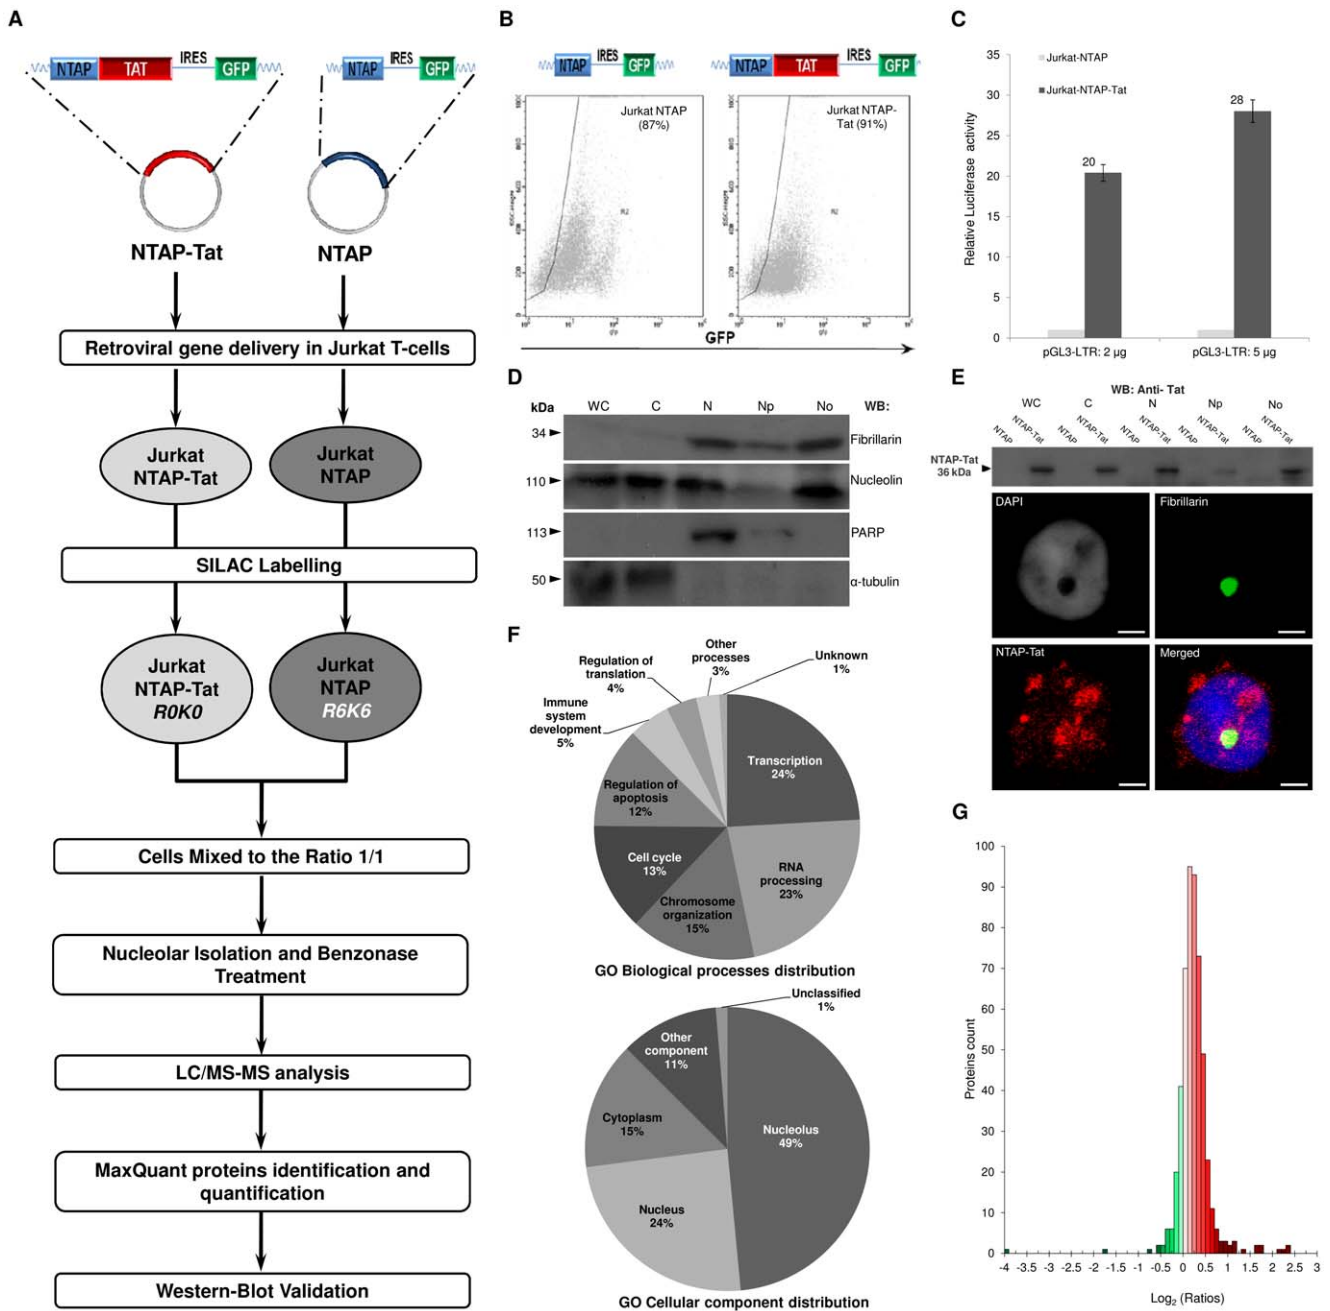 A
NTAP TAT IRES GFP
NTAP IRES GFP
NTAP-Tat
NTAP
Retroviral gene delivery in Jurkat T-cells
Jurkat
NTAP-Tat
Jurkat
NTAP
SILAC Labelling
Jurkat
NTAP-Tat
R0K0
Jurkat
NTAP
R6K6
Cells Mixed to the Ratio 1/1
Nucleolar Isolation and Benzonase
Treatment
LC/MS-MS analysis
MaxQuant proteins identification and
quantification
Western-Blot Validation
B
NTAP IRES GFP
NTAP TAT IRES GFP
Jurkat NTAP
(87%)
R2
Jurkat NTAP-
Tat (91%)
R2
GFP
C
Relative Luciferase activity
35
30
25
20
15
10
5
0
Jurkat-NTAP
Jurkat-NTAP-Tat
20
28
pGL3-LTR: 2 µg
pGL3-LTR: 5 µg
D
kDa WC C N Np No WB:
34 Fibrillarin
110 Nucleolin
113 PARP
50 α-tubulin
E
WB: Anti- Tat
WC C N Np No
NTAP NTAP-Tat NTAP NTAP-Tat NTAP NTAP-Tat NTAP NTAP-Tat NTAP NTAP-Tat
NTAP-Tat
36 kDa
DAPI
Fibrillarin
NTAP-Tat
Merged
F
Other
processes
3%
Unknown
1%
Regulation of
translation
4%
Immune
system
development
5%
Transcription
24%
Regulation of
apoptosis
12%
Cell cycle
13%
RNA
processing
23%
Chromosome
organization
15%
GO Biological processes distribution
Unclassified
1%
Other
component
11%
Cytoplasm
15%
Nucleolus
49%
Nucleus
24%
GO Cellular component distribution
G
Proteins count
100
90
80
70
60
50
40
30
20
10
0
-4 -3.5 -3 -2.5 -2 -1.5 -1 -0.5 0 0.5 1 1.5 2 2.5 3
Log2 (Ratios)